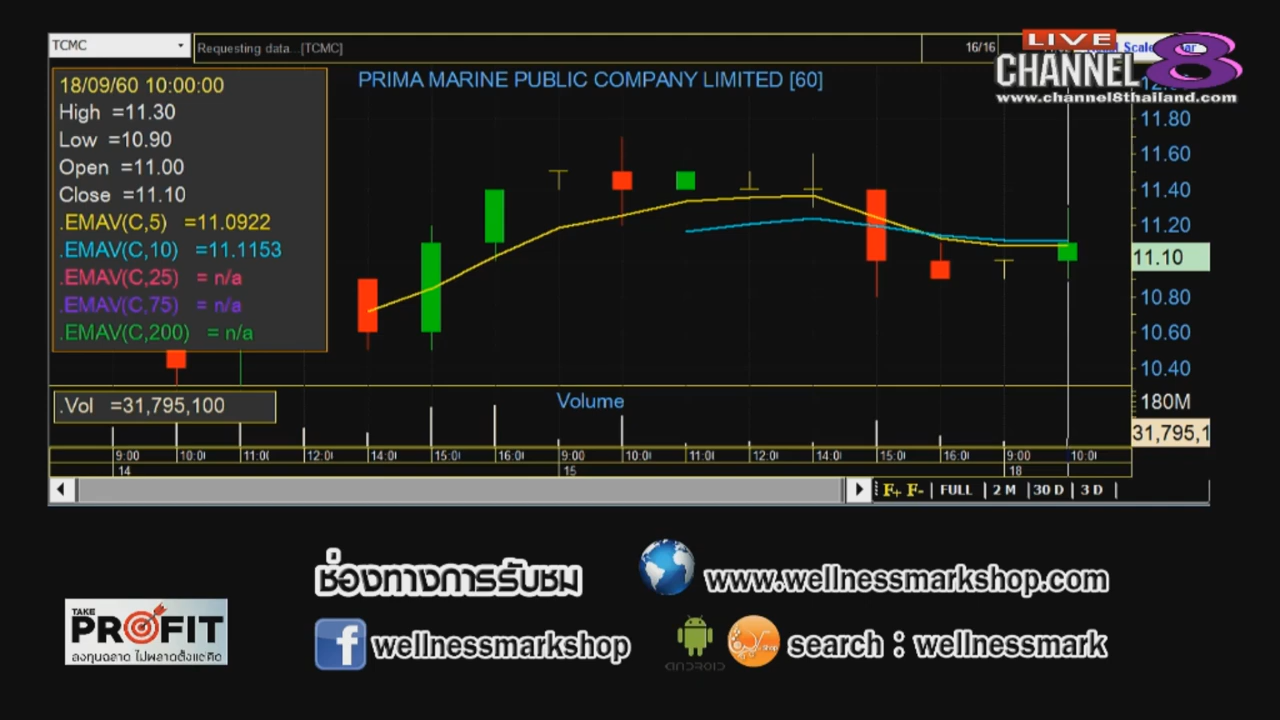 TCMC
Requesting data...[TCMC]
16/16
LIVE
CHANNEL 8
www.channel8thailand.com
18/09/60 10:00:00
High =11.30
Low =10.90
Open =11.00
Close =11.10
.EMAV(C,5) =11.0922
.EMAV(C,10) =11.1153
.EMAV(C,25) = n/a
.EMAV(C,75) = n/a
.EMAV(C,200) = n/a
PRIMA MARINE PUBLIC COMPANY LIMITED [60]
11.80
11.60
11.40
11.20
11.10
10.80
10.60
10.40
.Vol =31,795,100
Volume
180M
31,795,1
9:00 10:0 11:0 12:0 14:0 15:0 16:0 9:00 10:0 11:0 12:0 14:0 15:0 16:0 9:00 10:0
14 15 18
F+ F- FULL 2 M 30 D 3 D
ช่องทางการรับชม
www.wellnessmarkshop.com
TAKE
PROFIT
ลงทุนฉลาด ไม่พลาดตั้งแต่คิด
f wellnessmarkshop
ANDROID
search : wellnessmark